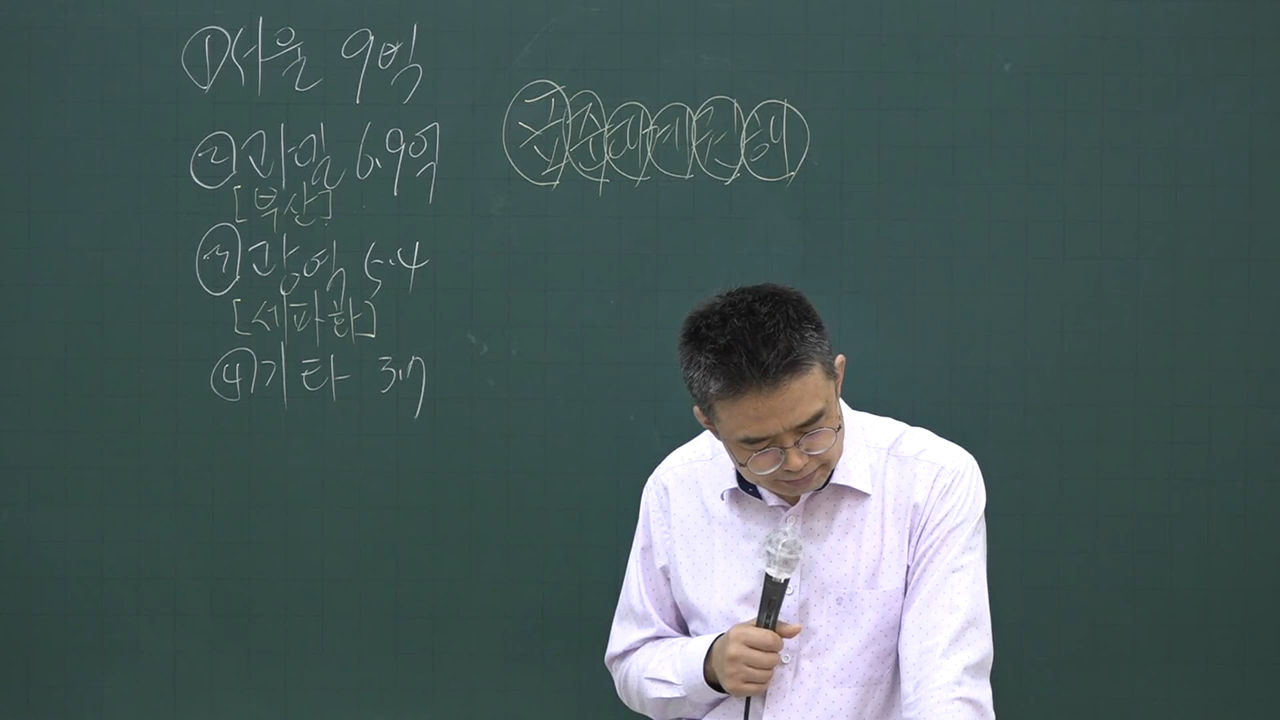 ① 서울 9억
② 과밀 6.9억
[부산]
③ 광역 5.4
[세파화]
④ 기타 3.7